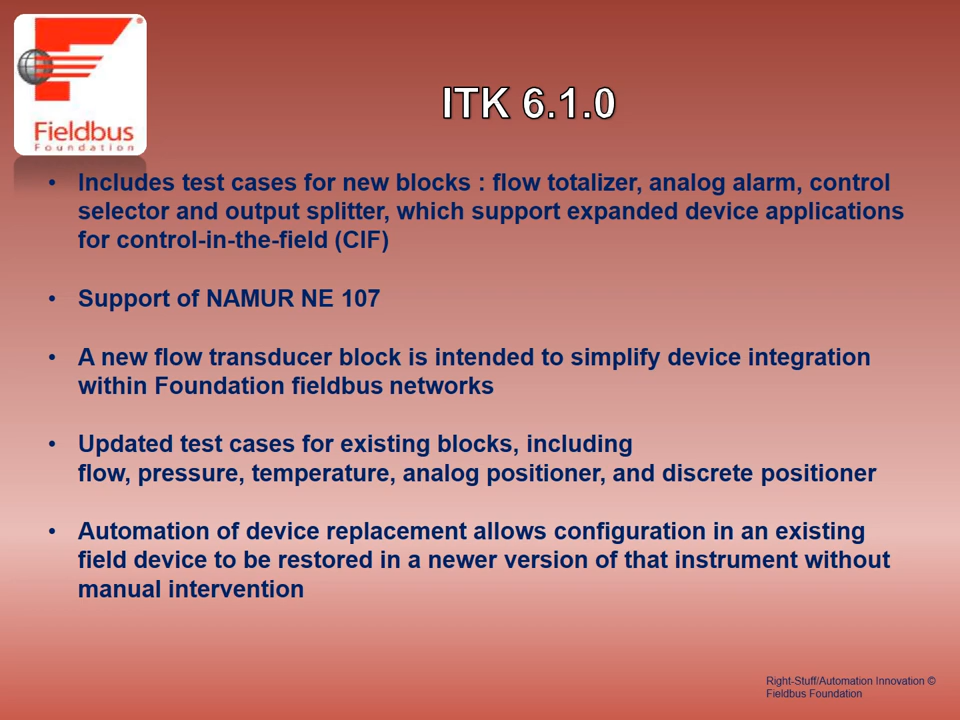 Fieldbus
Foundation
ITK 6.1.0
• Includes test cases for new blocks : flow totalizer, analog alarm, control
selector and output splitter, which support expanded device applications
for control-in-the-field (CIF)
• Support of NAMUR NE 107
• A new flow transducer block is intended to simplify device integration
within Foundation fieldbus networks
• Updated test cases for existing blocks, including
flow, pressure, temperature, analog positioner, and discrete positioner
• Automation of device replacement allows configuration in an existing
field device to be restored in a newer version of that instrument without
manual intervention
Right-Stuff/Automation Innovation ©
Fieldbus Foundation